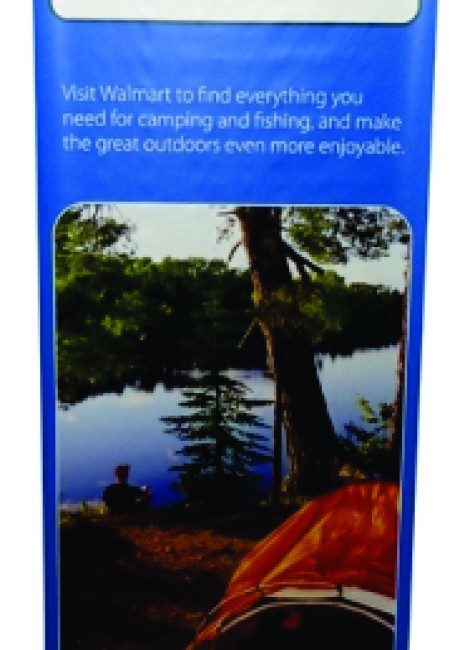 Visit Walmart to find everything you
need for camping and fishing, and make
the great outdoors even more enjoyable.